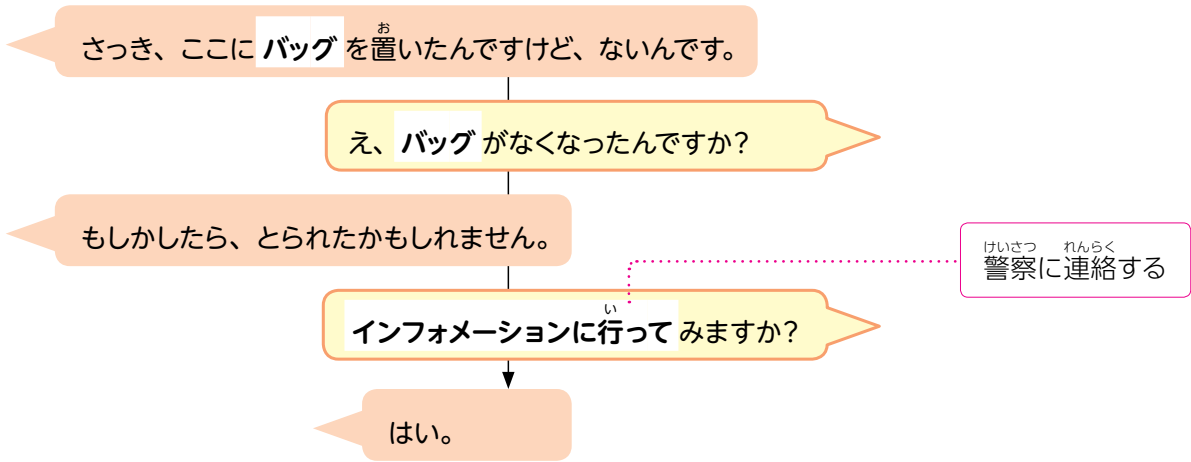 さっき、ここに バッグ を置いたんですけど、ないんです。
お
え、 バッグ がなくなったんですか?
もしかしたら、とられたかもしれません。
けいさつ れんらく
警察に連絡する
い
インフォメーションに行って みますか?
はい。